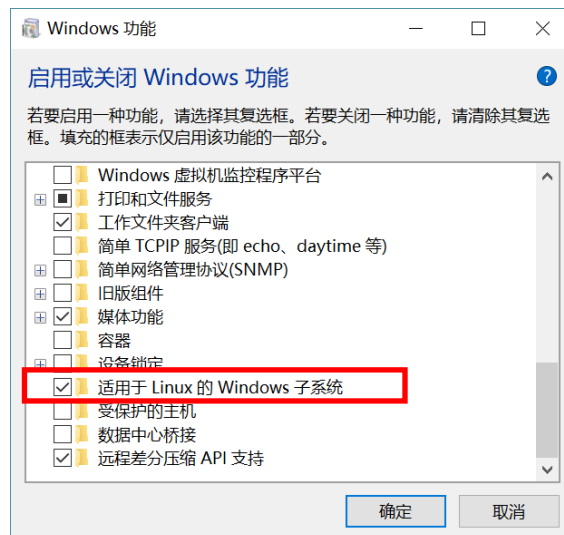 Windows 功能
启用或关闭 Windows 功能
若要启用一种功能，请选择其复选框。若要关闭一种功能，请清除其复选
框。填充的框表示仅启用该功能的一部分。
Windows 虚拟机监控程序平台
打印和文件服务
工作文件夹客户端
简单 TCPIP 服务(即 echo、daytime 等)
简单网络管理协议(SNMP)
旧版组件
媒体功能
容器
设备锁定
适用于 Linux 的 Windows 子系统
受保护的主机
数据中心桥接
远程差分压缩 API 支持
确定
取消